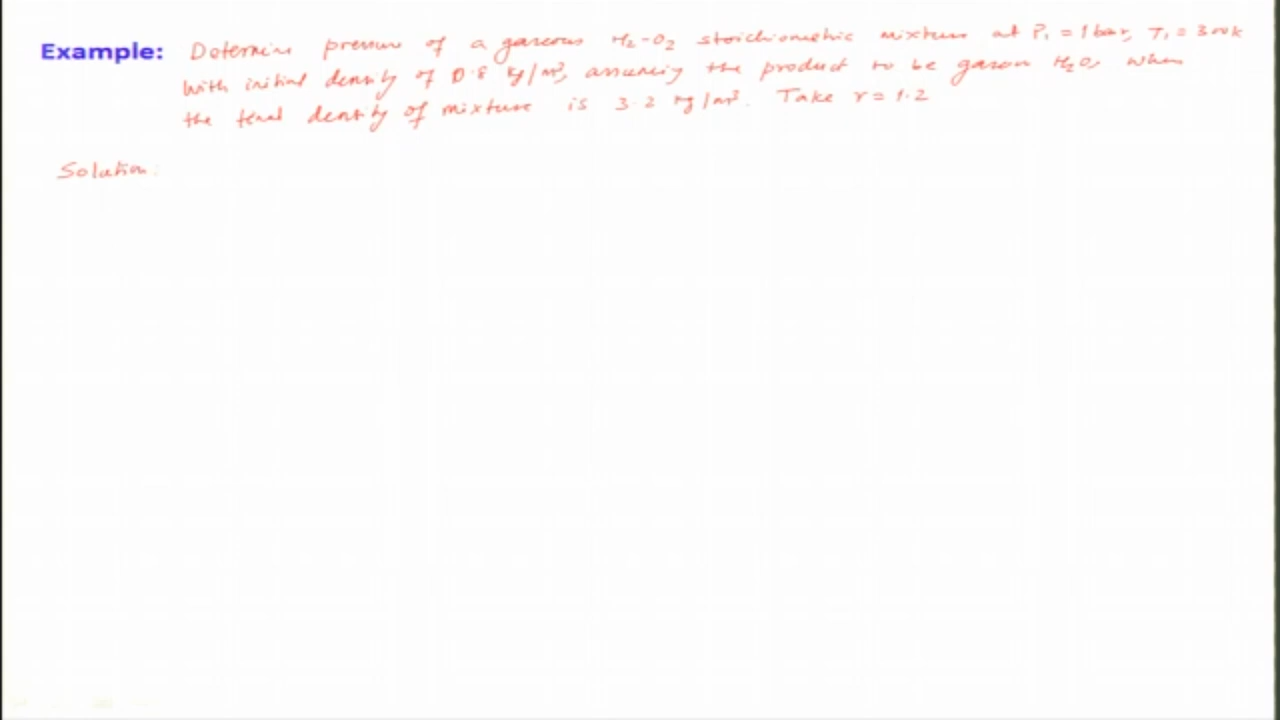 Example: Determine pressure of a gaseous H2-O2 stoichiometric mixture at P1 = 1 bar, T1 = 300K
with initial density of 0.8 kg/m3, assuming the product to be gaseous H2O, when
the final density of mixture is 3.2 kg/m3. Take γ = 1.2
Solution: